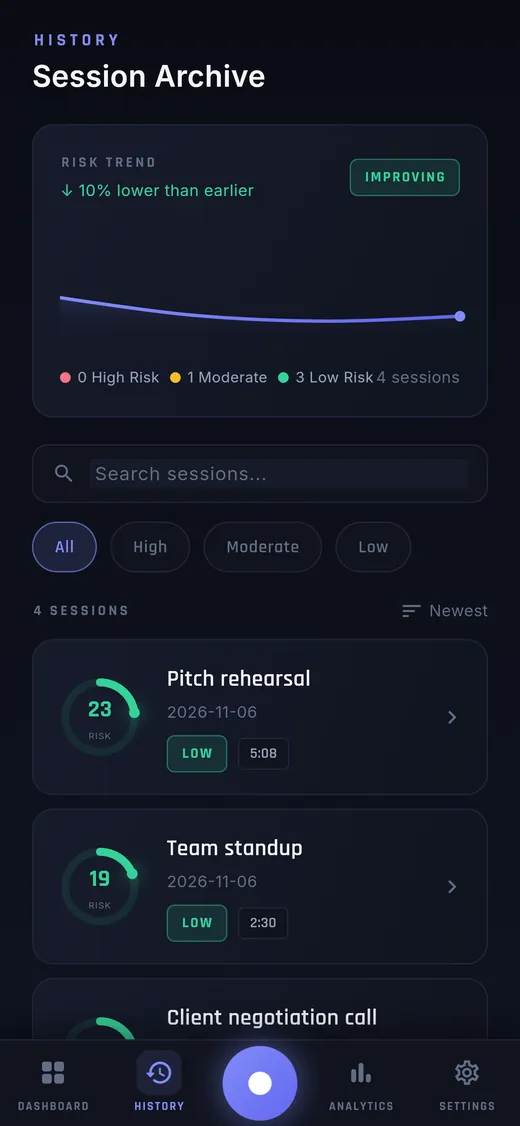 HISTORY
Session Archive
RISK TREND
↓ 10% lower than earlier
IMPROVING
0 High Risk 1 Moderate 3 Low Risk 4 sessions
Search sessions...
All High Moderate Low
4 SESSIONS Newest
Pitch rehearsal
23
RISK
2026-11-06
LOW 5:08
Team standup
19
RISK
2026-11-06
LOW 2:30
Client negotiation call
DASHBOARD HISTORY ANALYTICS SETTINGS